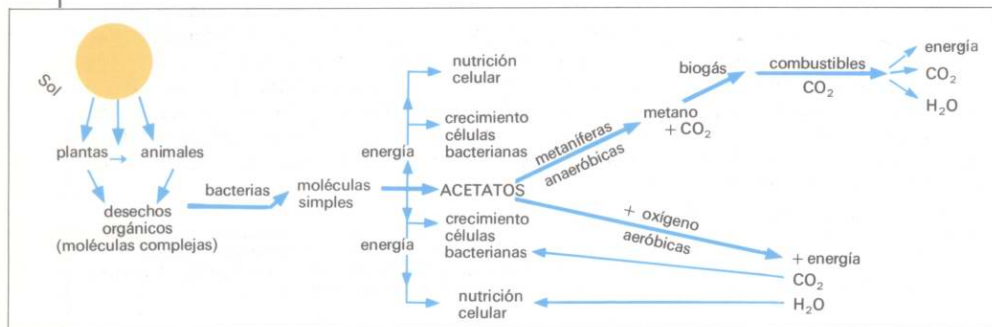 Sol
plantas
animales
desechos
orgánicos
(moléculas complejas)
bacterias
moléculas
simples
energía
energía
nutrición
celular
crecimiento
células
bacterianas
ACETATOS
crecimiento
células
bacterianas
nutrición
celular
metaníferas
anaeróbicas
metano
+ CO₂
biogás
combustibles
CO₂
energía
CO₂
H₂O
+ oxígeno
aeróbicas
+ energía
CO₂
H₂O